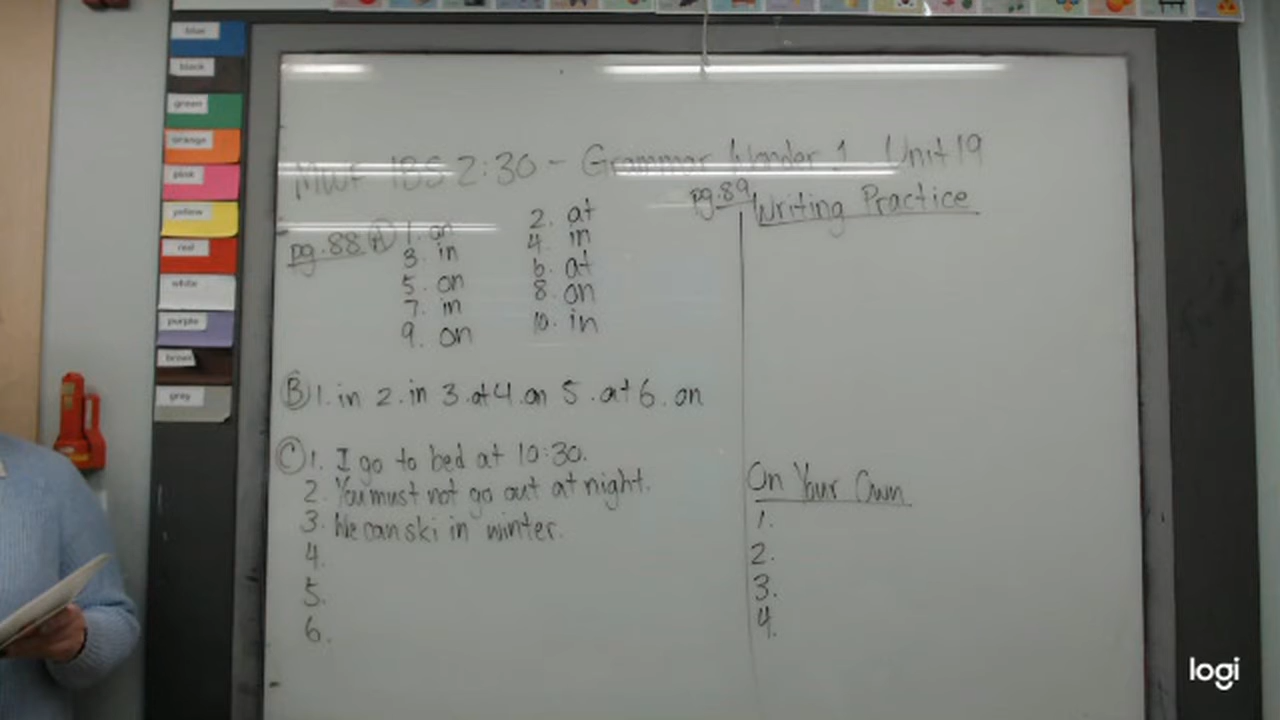 blue
black
green
orange
pink
yellow
red
white
purple
brown
grey
MWF 1BS 2:30 - Grammar Wonder 1 Unit 19
pg.88 A 1. on 2. at
3. in 4. in
5. on 6. at
7. in 8. on
9. on 10. in
B 1. in 2. in 3. at 4. on 5. at 6. on
C 1. I go to bed at 10:30.
2. You must not go out at night.
3. We can ski in winter.
4.
5.
6.
pg.89 Writing Practice
On Your Own
1.
2.
3.
4.
logi